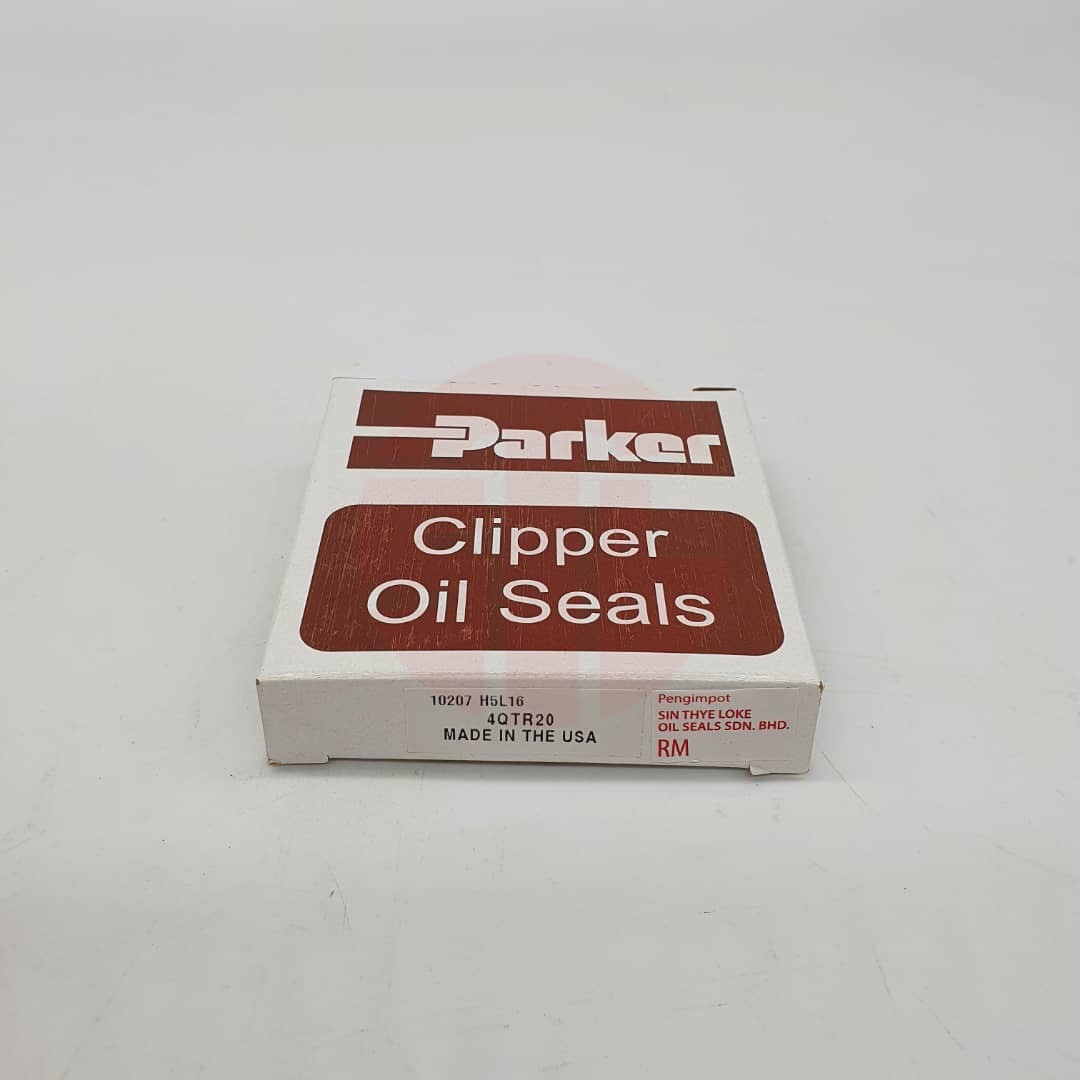 Parker
Clipper
Oil Seals
10207 H5L16
4QTR20
MADE IN THE USA
Pengimpot
SIN THYE LOKE
OIL SEALS SDN. BHD.
RM